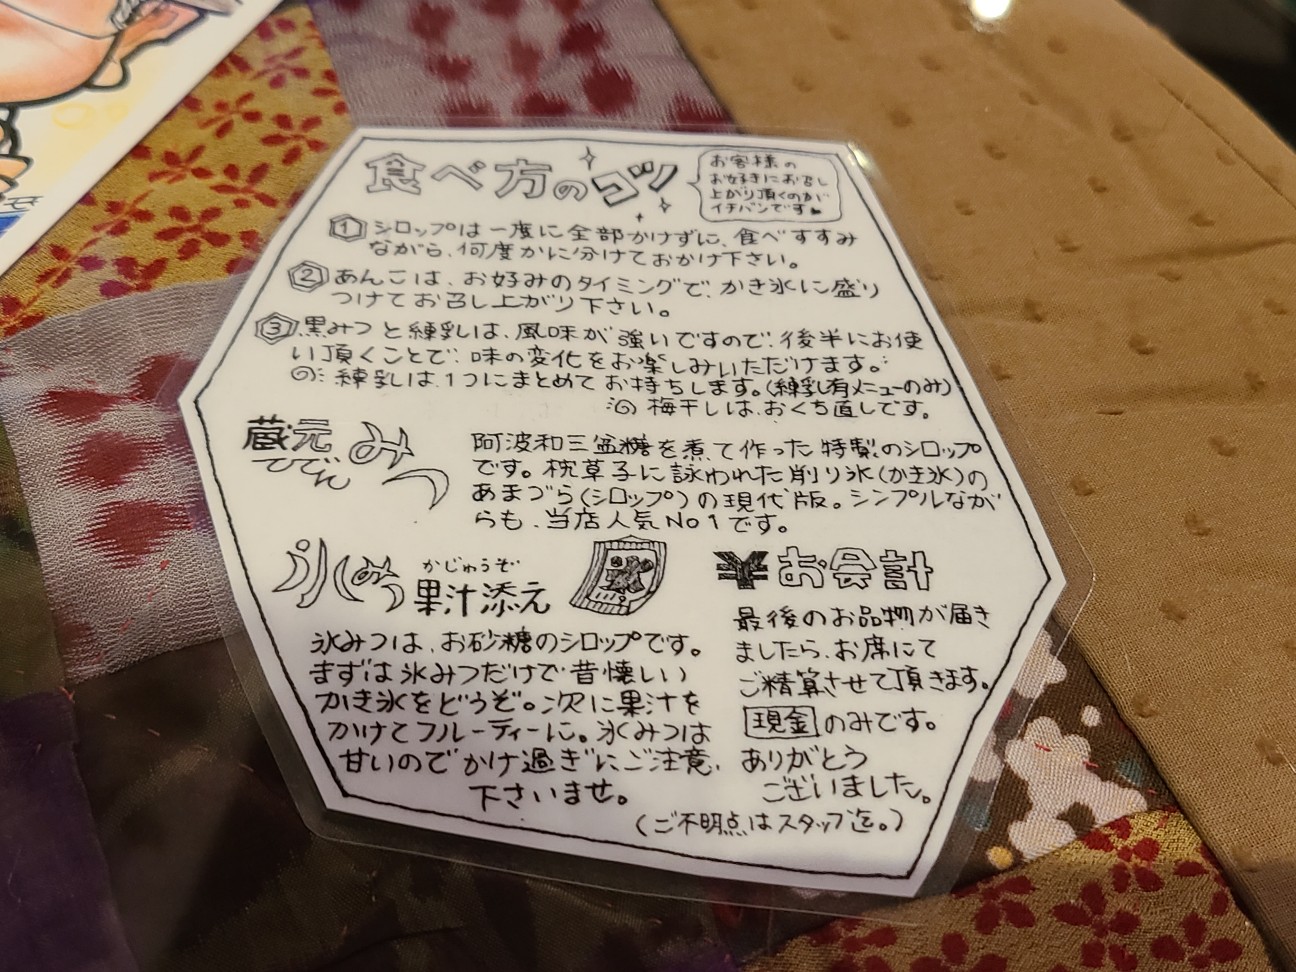 食べ方のコツ
お客様の
お好きにお召し
上がり頂くのが
イチバンです
1 シロップは一度に全部かけずに、食べすすみ
ながら、何度かに分けておかけ下さい。
2 あんこは、お好みのタイミングで、かき氷に盛り
つけてお召し上がり下さい。
3 黒みつと練乳は、風味が強いですので、後半にお使
い頂くことで、味の変化をお楽しみいただけます。
練乳は、1つにまとめてお持ちします。(練乳有メニューのみ)
梅干しは、おくち直しです。
蔵元みつ
びでん
阿波和三盆糖を煮て作った特製のシロップ
です。枕草子に詠われた削り氷(かき氷)の
あまづら(シロップ)の現代版。シンプルなが
らも、当店人気No1です。
氷みつ
かじゅうぞ
果汁添え
氷みつは、お砂糖のシロップです。
まずは氷みつだけで昔懐しい
かき氷をどうぞ。次に果汁を
かけてフルーティーに。氷みつは
甘いのでかけ過ぎにご注意
下さいませ。
¥お会計
最後のお品物が届き
ましたら、お席にて
ご精算させて頂きます。
現金のみです。
ありがとう
ございました。
(ご不明点はスタッフ迄。)